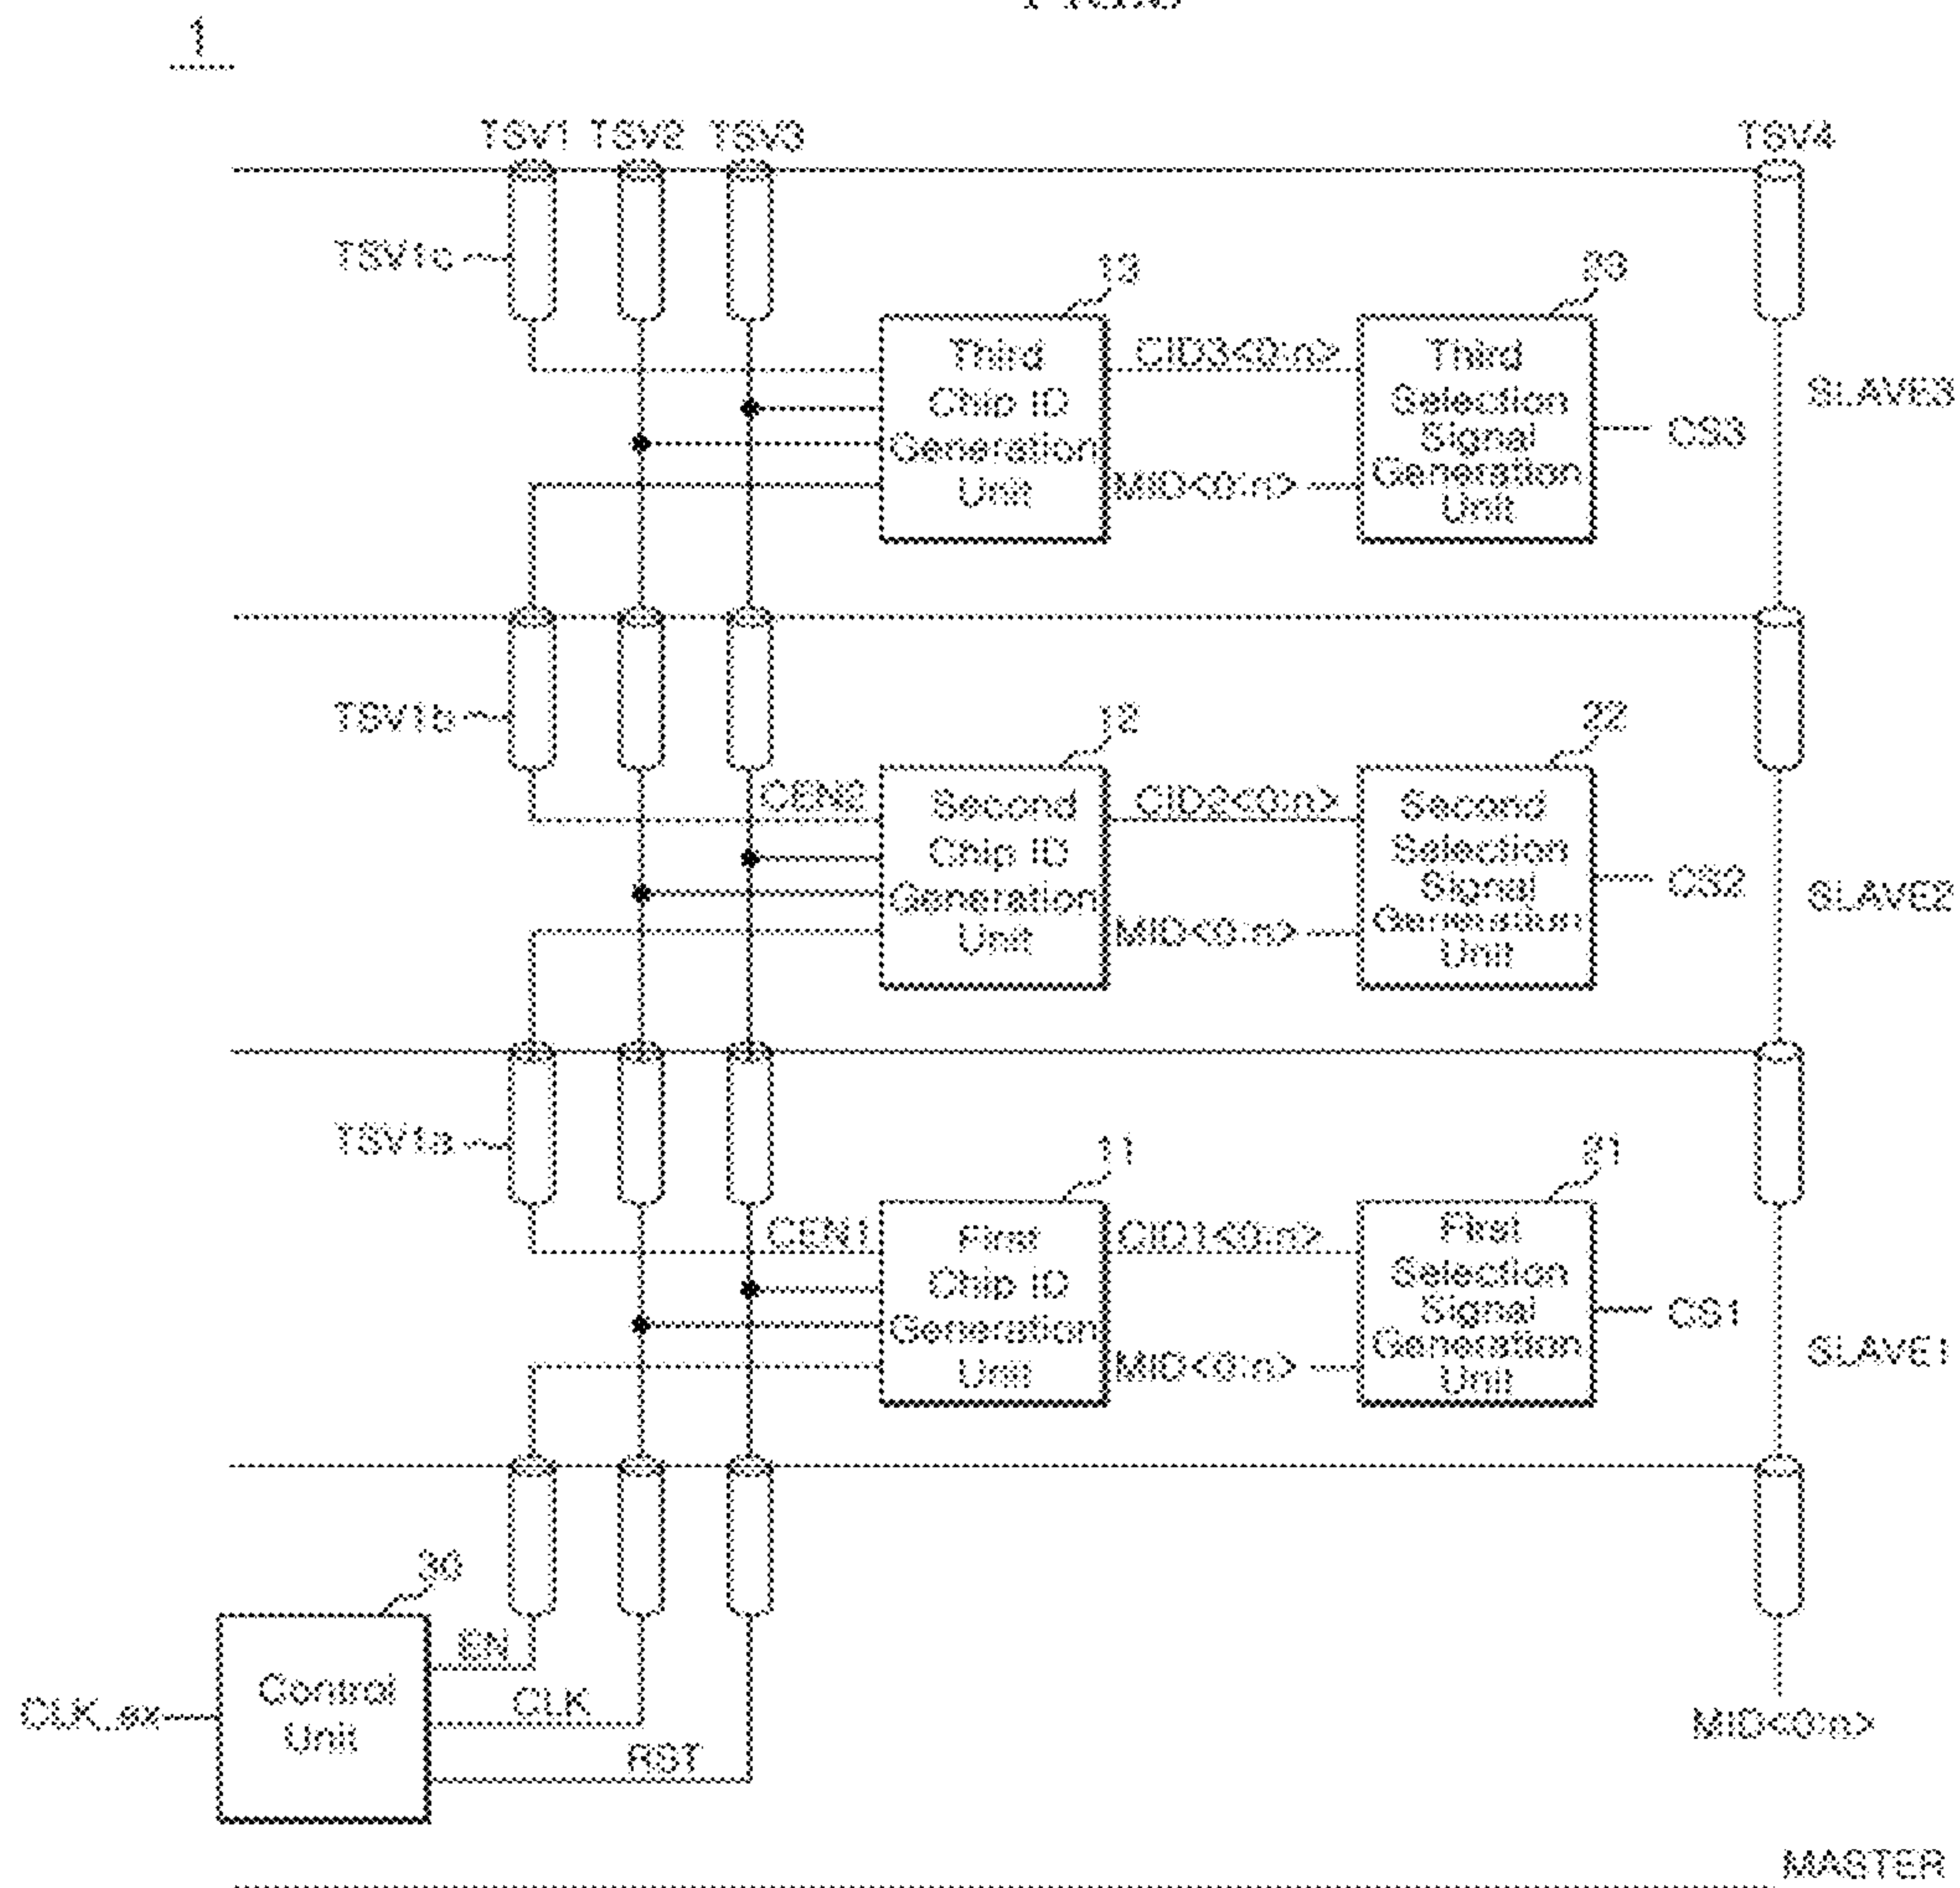 1
TSV1 TSV2 TSV3 TSV4
TSV1c
13
23
Third
Chip ID
Generation
Unit
CID3<0:n>
MID<0:n>
Third
Selection
Signal
Generation
Unit
CS3
SLAVE3
TSV1b
12
22
CEN2
Second
Chip ID
Generation
Unit
CID2<0:n>
MID<0:n>
Second
Selection
Signal
Generation
Unit
CS2
SLAVE2
TSV1a
11
21
CEN1
First
Chip ID
Generation
Unit
CID1<0:n>
MID<0:n>
First
Selection
Signal
Generation
Unit
CS1
SLAVE1
30
Control
Unit
EN
CLK
RST
CLK_ex
MID<0:n>
MASTER